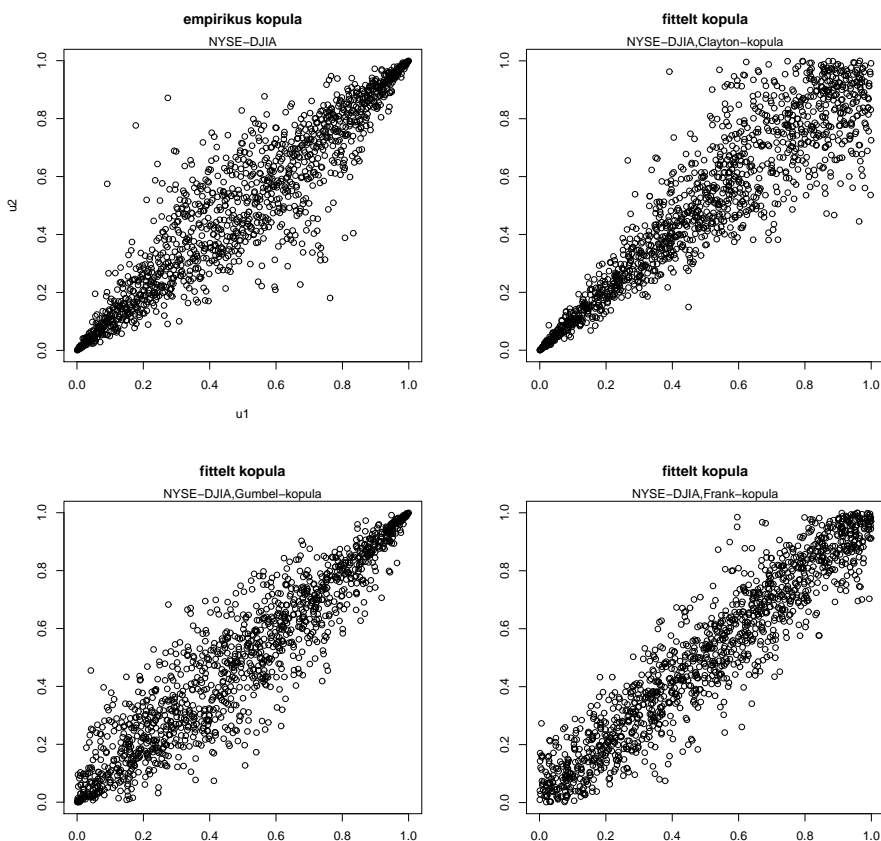 empirikus kopula
NYSE−DJIA
u2
0.0 0.2 0.4 0.6 0.8 1.0
0.0 0.2 0.4 0.6 0.8 1.0
u1
fittelt kopula
NYSE−DJIA,Clayton−kopula
0.0 0.2 0.4 0.6 0.8 1.0
0.0 0.2 0.4 0.6 0.8 1.0
fittelt kopula
NYSE−DJIA,Gumbel−kopula
0.0 0.2 0.4 0.6 0.8 1.0
0.0 0.2 0.4 0.6 0.8 1.0
fittelt kopula
NYSE−DJIA,Frank−kopula
0.0 0.2 0.4 0.6 0.8 1.0
0.0 0.2 0.4 0.6 0.8 1.0